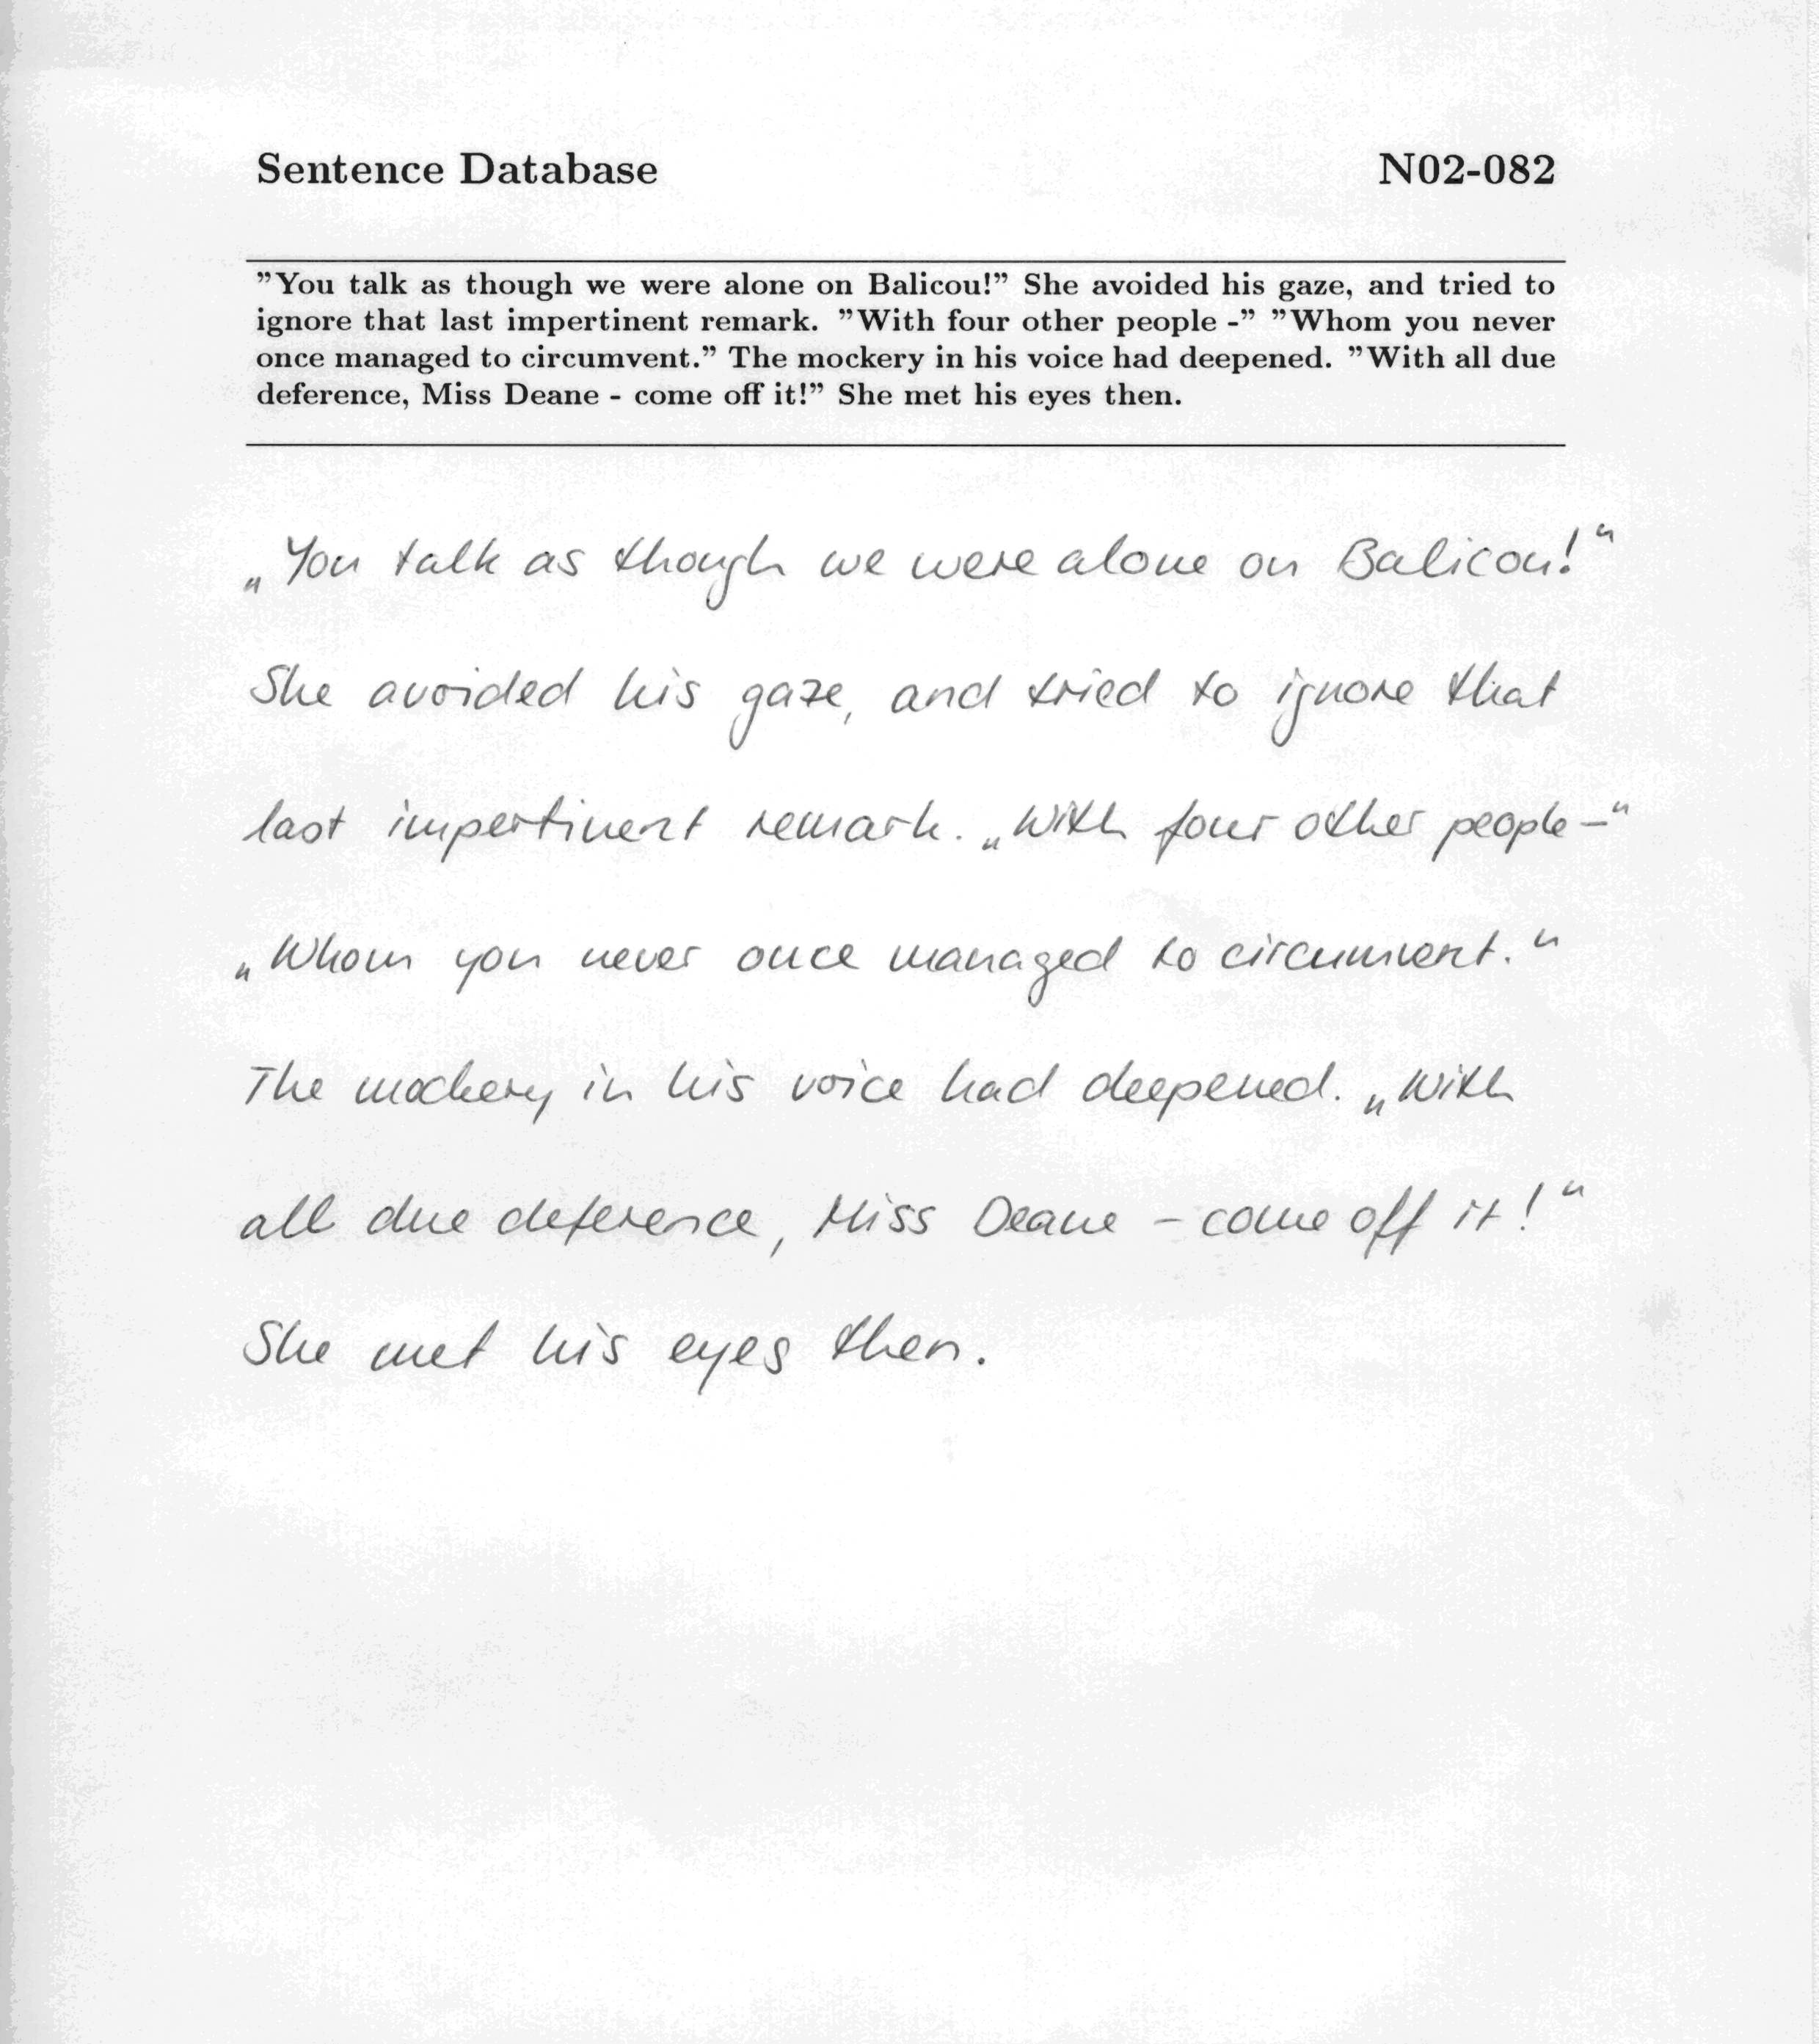 Sentence Database N02-082
"You talk as though we were alone on Balicou!" She avoided his gaze, and tried to
ignore that last impertinent remark. "With four other people -" "Whom you never
once managed to circumvent." The mockery in his voice had deepened. "With all due
deference, Miss Deane - come off it!" She met his eyes then.
„You talk as though we were alone on Balicou!“
She avoided his gaze, and tried to ignore that
last impertinent remark. „With four other people –“
„Whom you never once managed to circumvent.“
The mockery in his voice had deepened. „With
all due deference, Miss Deane – come off it!“
She met his eyes then.